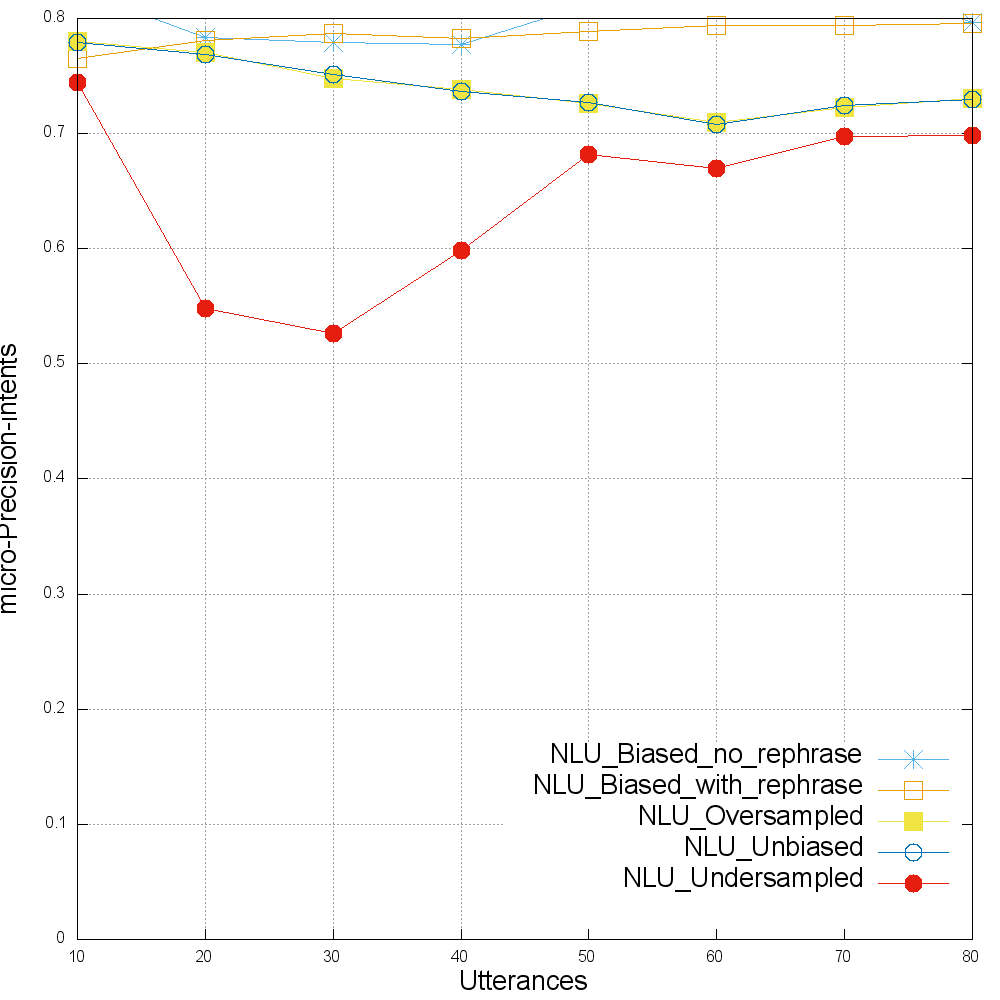 0.8
0.7
0.6
0.5
0.4
0.3
0.2
0.1
0
micro-Precision-intents
NLU_Biased_no_rephrase
NLU_Biased_with_rephrase
NLU_Oversampled
NLU_Unbiased
NLU_Undersampled
10 20 30 40 50 60 70 80
Utterances